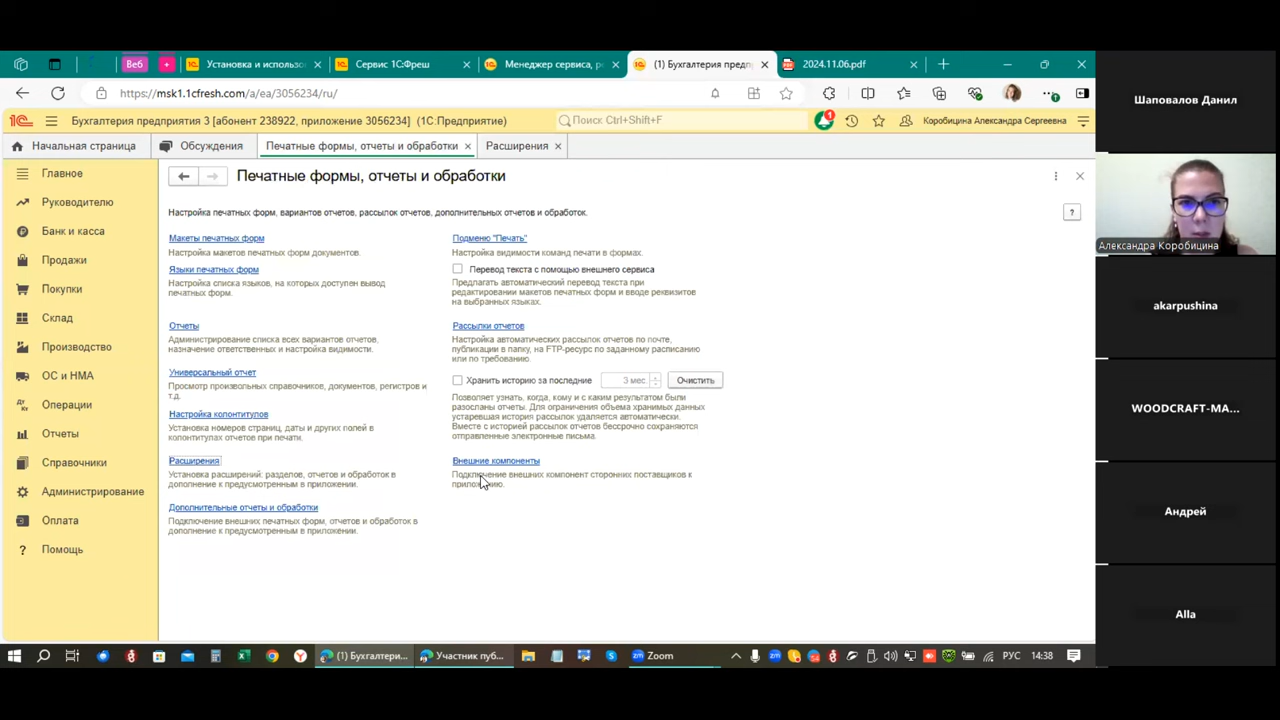 Веб
+
Установка и использо
Сервис 1С:Фреш
Менеджер сервиса, р
(1) Бухгалтерия предп
2024.11.06.pdf
https://msk1.1cfresh.com/a/ea/3056234/ru/
Бухгалтерия предприятия 3 [абонент 238922, приложение 3056234] (1С:Предприятие)
Поиск Ctrl+Shift+F
1
Коробицина Александра Сергеевна
Начальная страница
Обсуждения
Печатные формы, отчеты и обработки
Расширения
Главное
Руководителю
Банк и касса
Продажи
Покупки
Склад
Производство
ОС и НМА
Операции
Отчеты
Справочники
Администрирование
Оплата
Помощь
Печатные формы, отчеты и обработки
Настройка печатных форм, вариантов отчетов, рассылок отчетов, дополнительных отчетов и обработок.
?
Макеты печатных форм
Настройка макетов печатных форм документов.
Языки печатных форм
Настройка списка языков, на которых доступен вывод
печатных форм.
Отчеты
Администрирование списка всех вариантов отчетов,
назначение ответственных и настройка видимости.
Универсальный отчет
Просмотр произвольных справочников, документов, регистров и
т.д.
Настройка колонтитулов
Установка номеров страниц, даты и других полей в
колонтитулах отчетов при печати.
Расширения
Установка расширений: разделов, отчетов и обработок в
дополнение к предусмотренным в приложении.
Дополнительные отчеты и обработки
Подключение внешних печатных форм, отчетов и обработок в
дополнение к предусмотренным в приложении.
Подменю "Печать"
Настройка видимости команд печати в формах.
Перевод текста с помощью внешнего сервиса
Предлагать автоматический перевод текста при
редактировании макетов печатных форм и вводе реквизитов
на выбранных языках.
Рассылки отчетов
Настройка автоматических рассылок отчетов по почте,
публикации в папку, на FTP-ресурс по заданному расписанию
или по требованию.
Хранить историю за последние
3 мес.
Очистить
Позволяет узнать, когда, кому и с каким результатом были
разосланы отчеты. Для ограничения объема хранимых данных
устаревшая история рассылок удаляется автоматически.
Вместе с историей рассылок отчетов бессрочно сохраняются
отправленные электронные письма.
Внешние компоненты
Подключение внешних компонент сторонних поставщиков к
приложению.
Шаповалов Данил
Александра Коробицина
akarpushina
WOODCRAFT-MA...
Андрей
Alla
(1) Бухгалтери...
Участник пуб...
Zoom
РУС
14:38